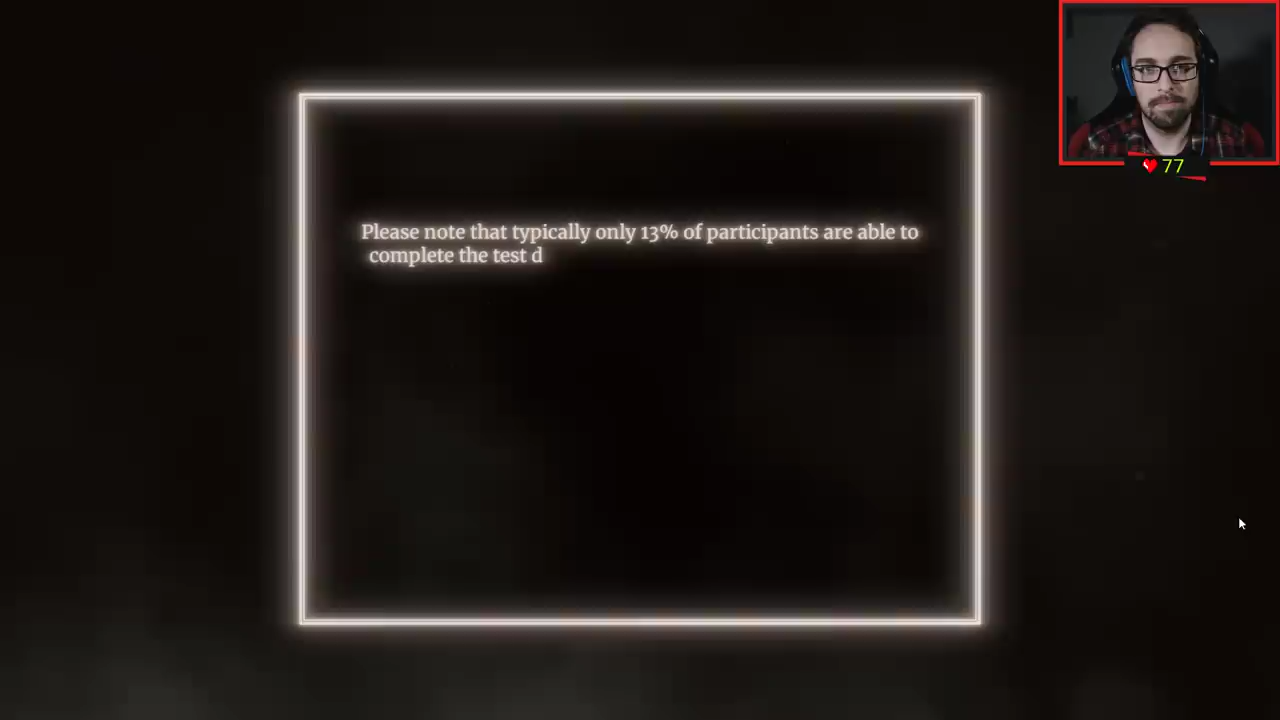 Please note that typically only 13% of participants are able to
complete the test d
77